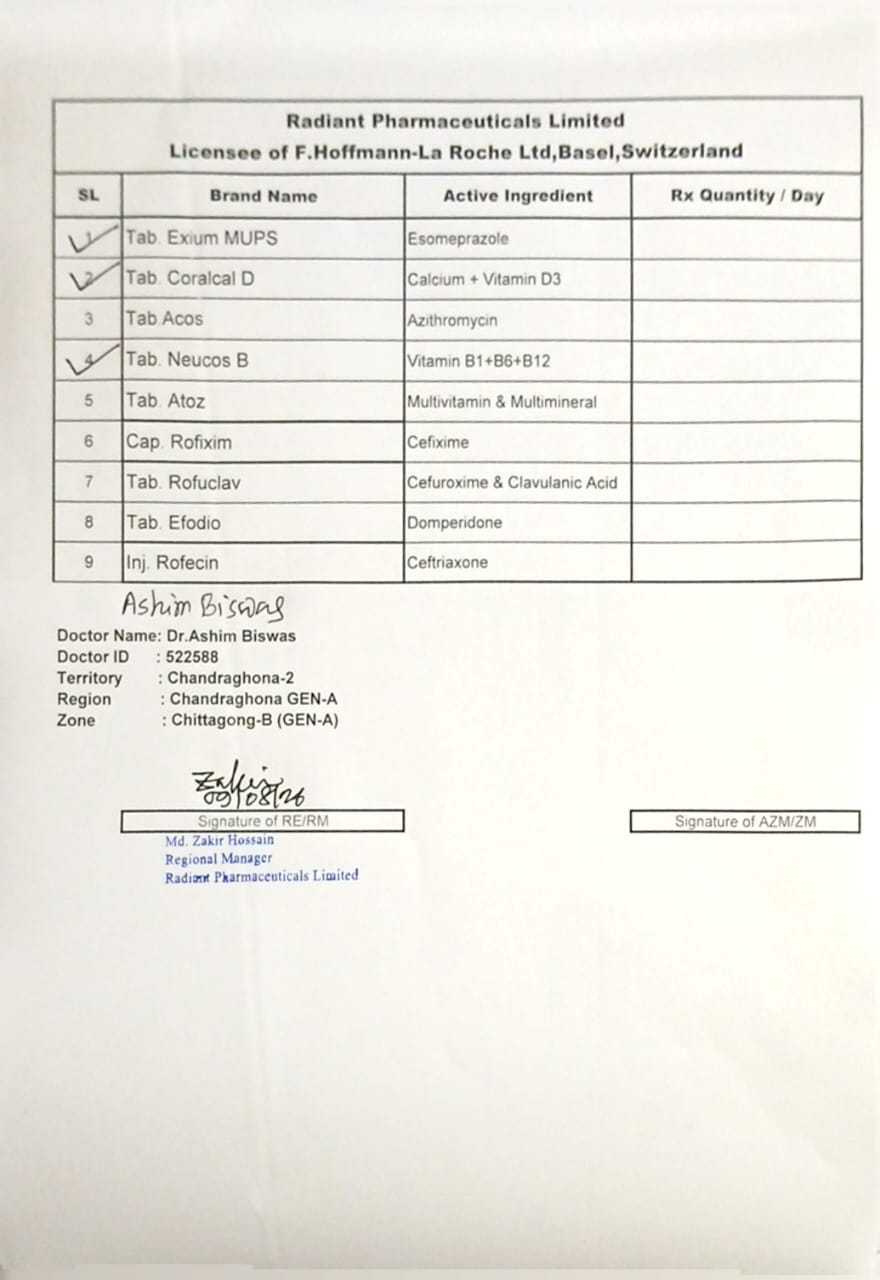 Radiant Pharmaceuticals Limited
Licensee of F.Hoffmann-La Roche Ltd,Basel,Switzerland
SL Brand Name Active Ingredient Rx Quantity / Day
1 Tab. Exium MUPS Esomeprazole
2 Tab. Coralcal D Calcium + Vitamin D3
3 Tab.Acos Azithromycin
4 Tab. Neucos B Vitamin B1+B6+B12
5 Tab. Atoz Multivitamin & Multimineral
6 Cap. Rofixim Cefixime
7 Tab. Rofuclav Cefuroxime & Clavulanic Acid
8 Tab. Efodio Domperidone
9 Inj. Rofecin Ceftriaxone
Ashim Biswas
Doctor Name: Dr.Ashim Biswas
Doctor ID : 522588
Territory : Chandraghona-2
Region : Chandraghona GEN-A
Zone : Chittagong-B (GEN-A)
Zakir
09/08/26
Signature of RE/RM Signature of AZM/ZM
Md. Zakir Hossain
Regional Manager
Radiant Pharmaceuticals Limited